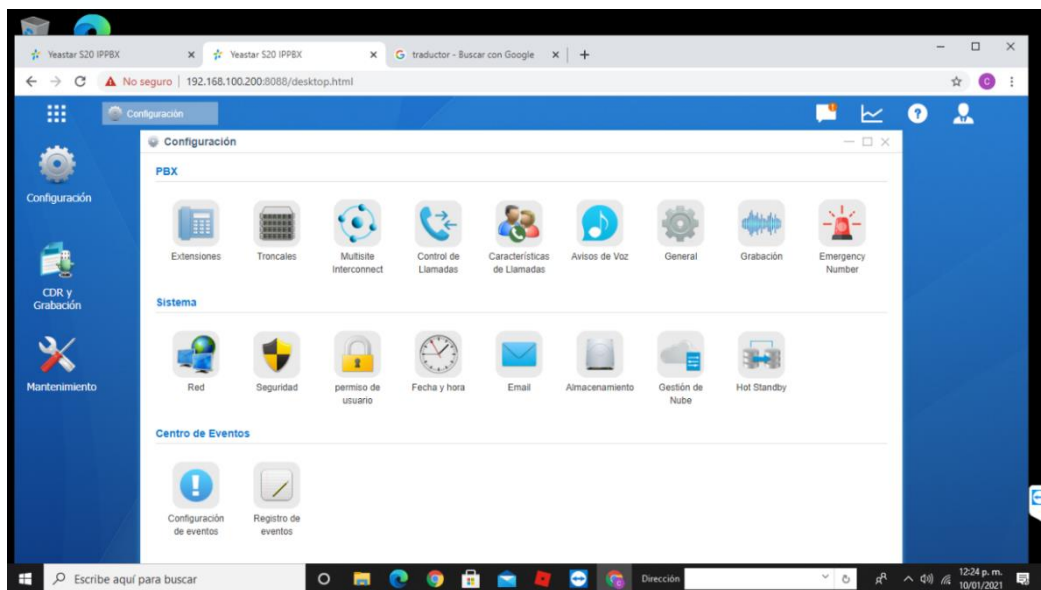 Yeastar S20 IPPBX
Yeastar S20 IPPBX
traductor - Buscar con Google
No seguro
192.168.100.200:8088/desktop.html
C
Configuración
Configuración
PBX
Configuración
Extensiones
Troncales
Multisite
Interconnect
Control de
Llamadas
Características
de Llamadas
Avisos de Voz
General
Grabación
Emergency
Number
CDR y
Grabación
Sistema
Mantenimiento
Red
Seguridad
permiso de
usuario
Fecha y hora
Email
Almacenamiento
Gestión de
Nube
Hot Standby
Centro de Eventos
Configuración
de eventos
Registro de
eventos
Escribe aquí para buscar
Dirección
12:24 p. m.
10/01/2021